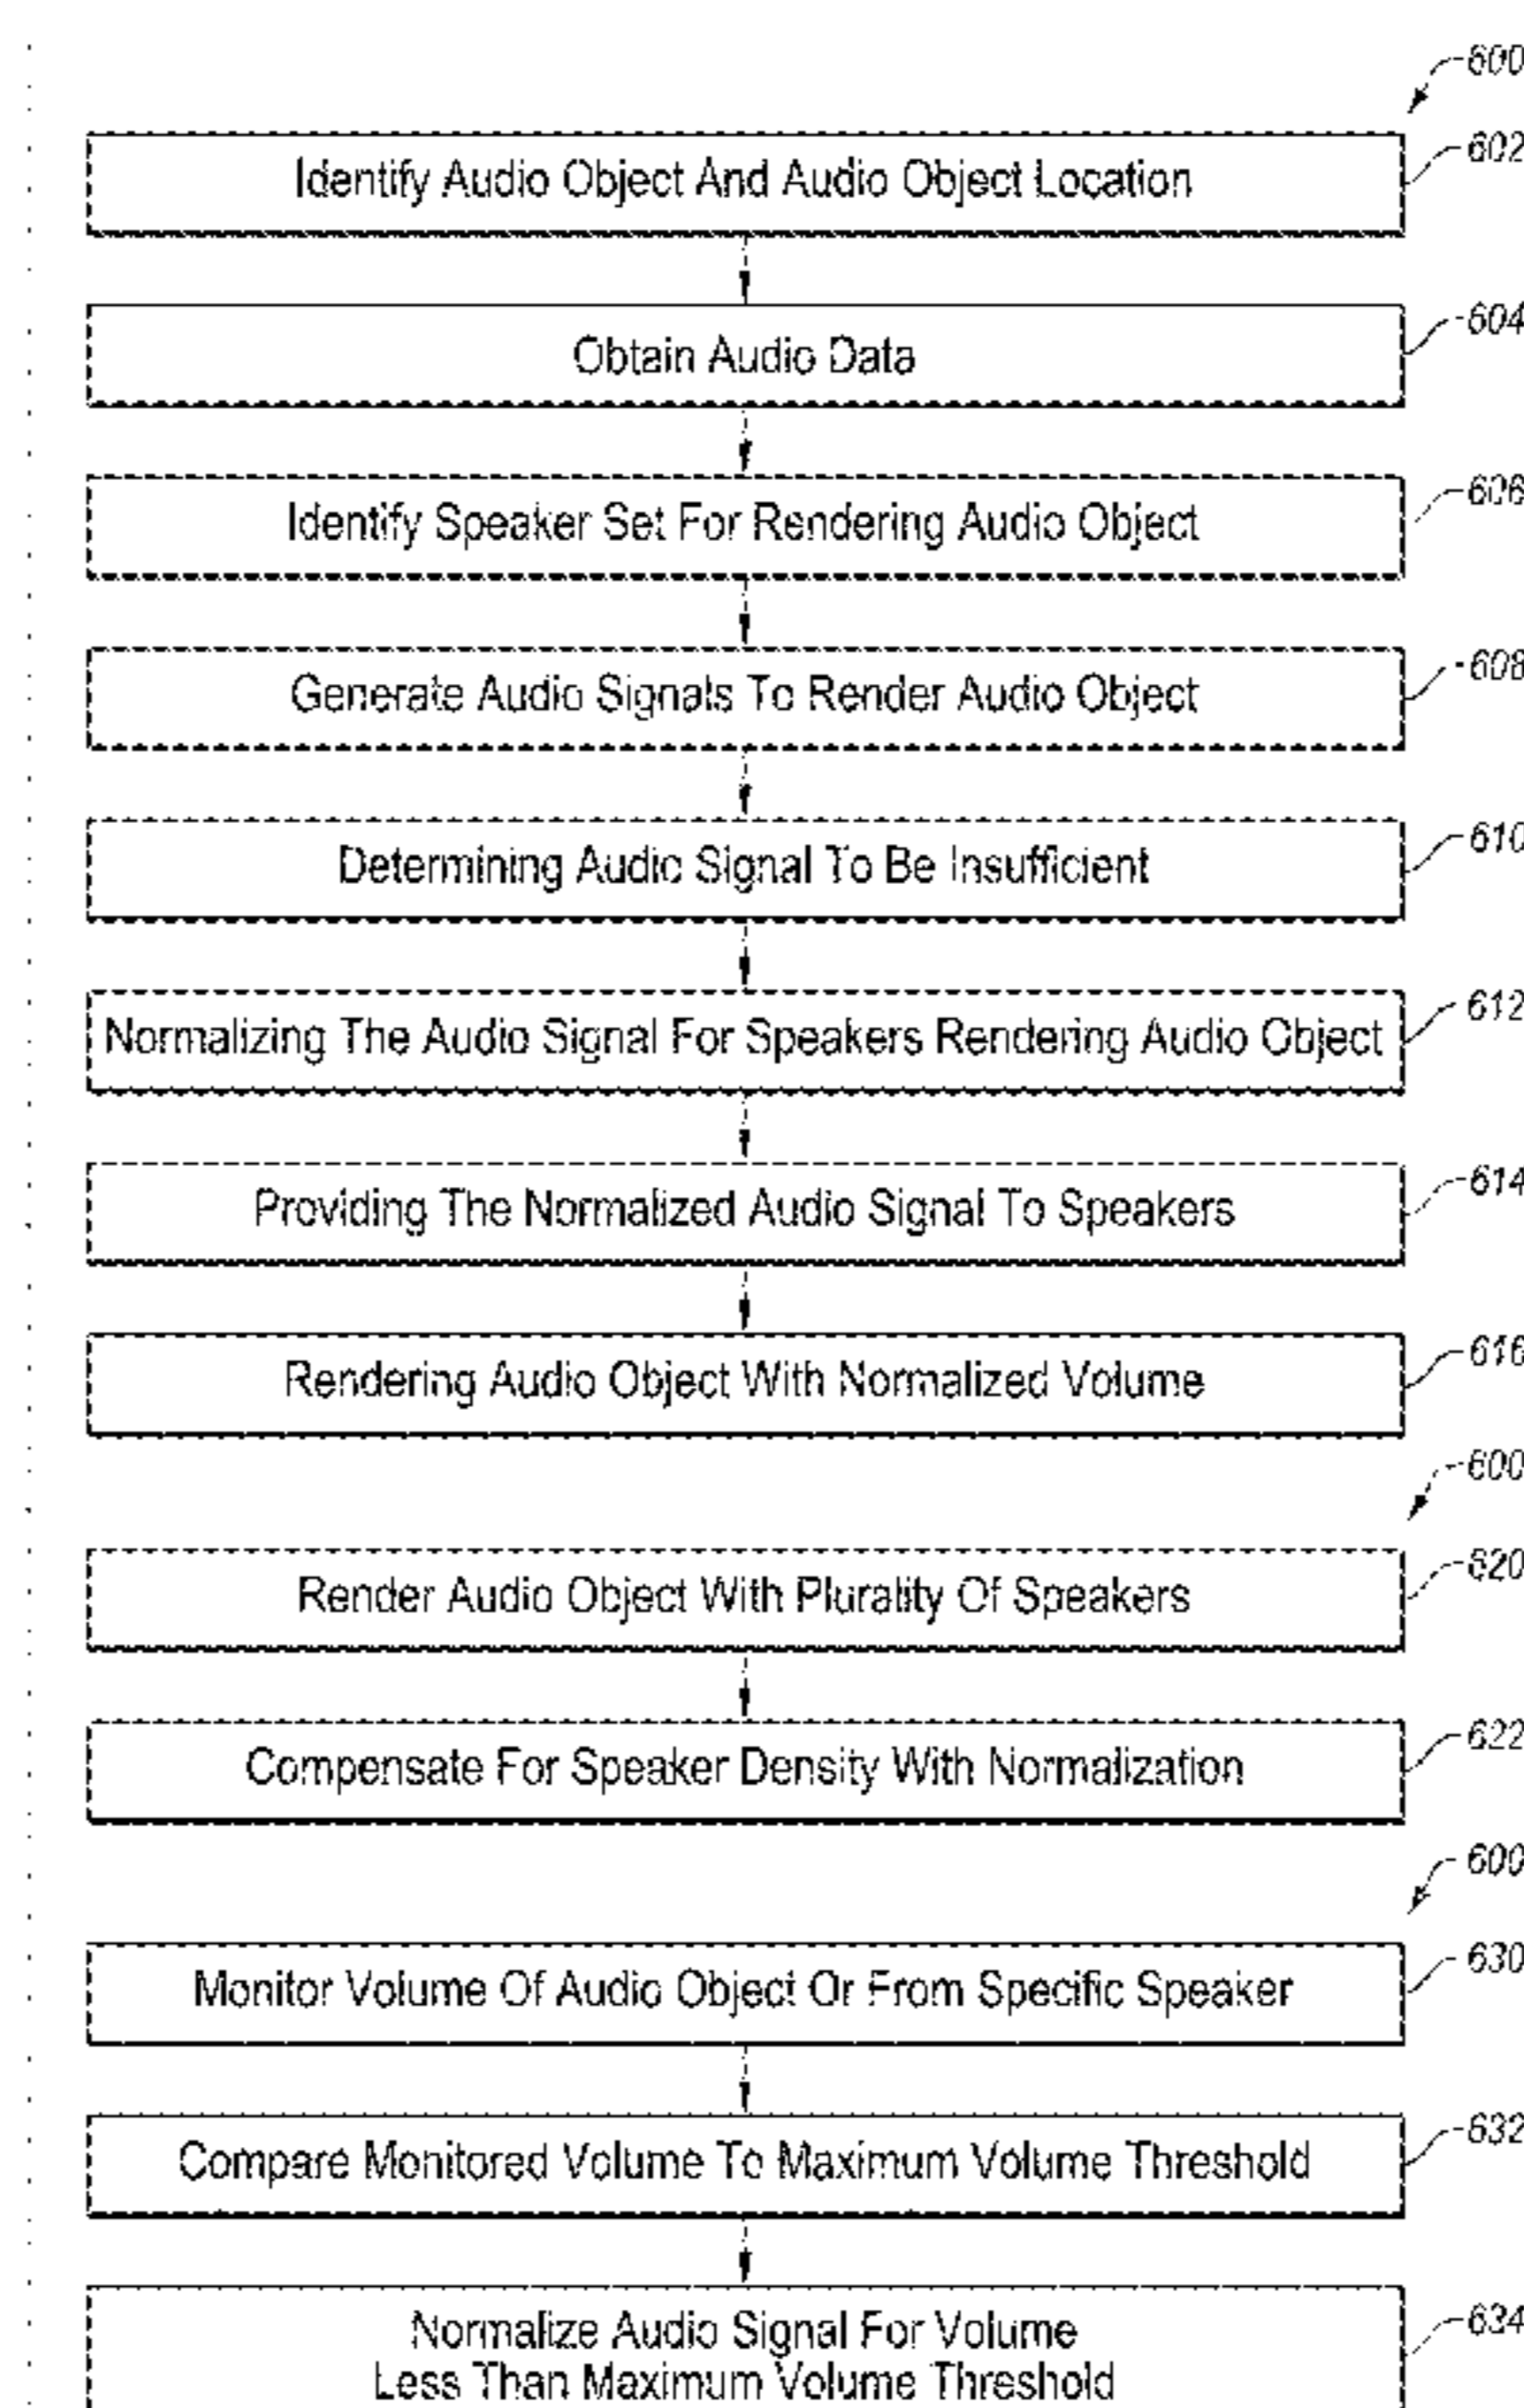 600
602
Identify Audio Object And Audio Object Location
604
Obtain Audio Data
606
Identify Speaker Set For Rendering Audio Object
608
Generate Audio Signals To Render Audio Object
610
Determining Audio Signal To Be Insufficient
612
Normalizing The Audio Signal For Speakers Rendering Audio Object
614
Providing The Normalized Audio Signal To Speakers
616
Rendering Audio Object With Normalized Volume
600
620
Render Audio Object With Plurality Of Speakers
622
Compensate For Speaker Density With Normalization
600
630
Monitor Volume Of Audio Object Or From Specific Speaker
632
Compare Monitored Volume To Maximum Volume Threshold
634
Normalize Audio Signal For Volume
Less Than Maximum Volume Threshold